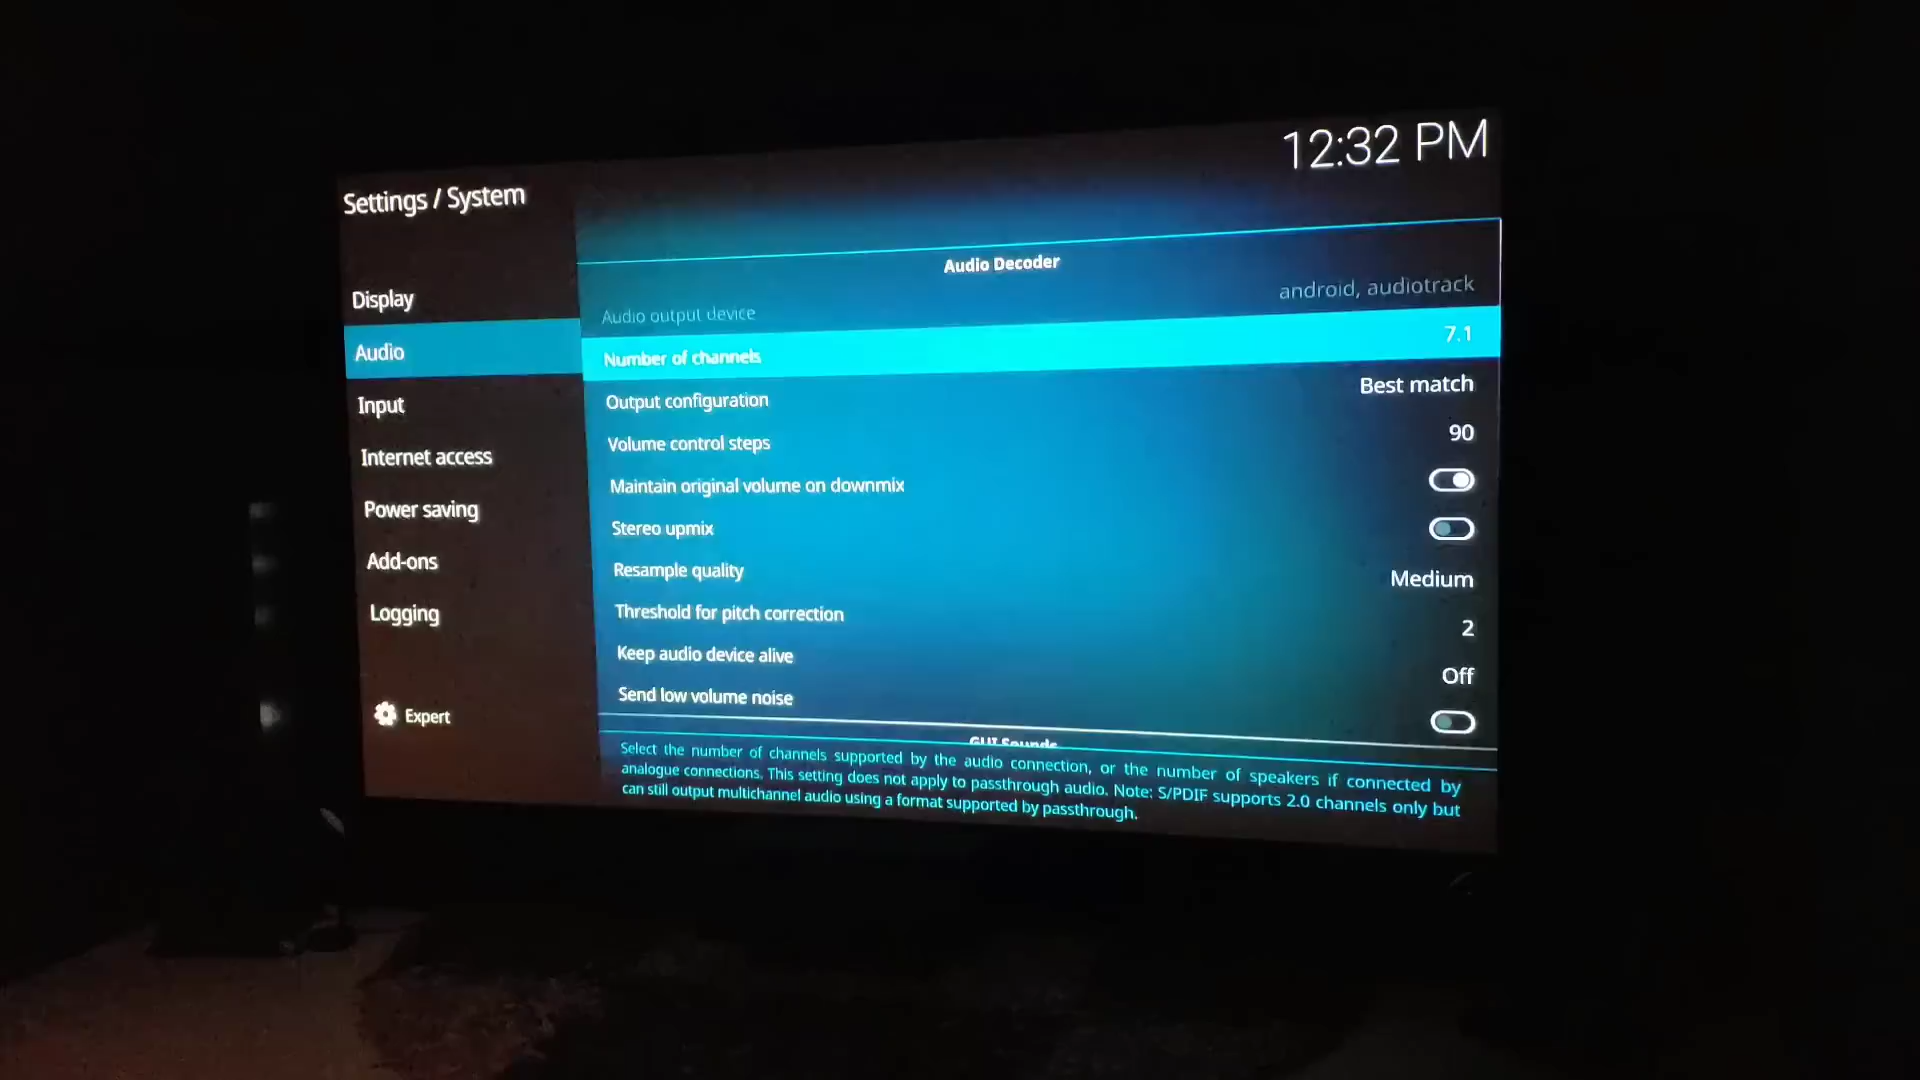 12:32 PM
Settings / System
Display
Audio
Input
Internet access
Power saving
Add-ons
Logging
Expert
Audio Decoder
Audio output device android, audiotrack
Number of channels 7.1
Output configuration Best match
Volume control steps 90
Maintain original volume on downmix
Stereo upmix
Resample quality Medium
Threshold for pitch correction 2
Keep audio device alive Off
Send low volume noise
GUI Sounds
Select the number of channels supported by the audio connection, or the number of speakers if connected by
analogue connections. This setting does not apply to passthrough audio. Note: S/PDIF supports 2.0 channels only but
can still output multichannel audio using a format supported by passthrough.